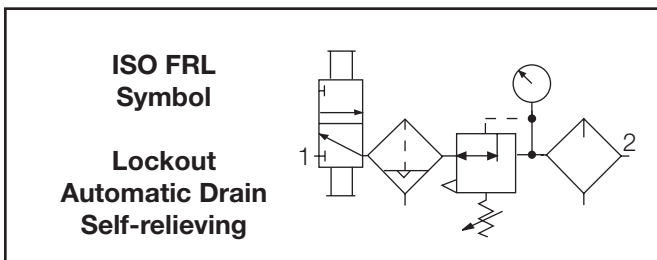 ISO FRL
Symbol
Lockout
Automatic Drain
Self-relieving
1
2